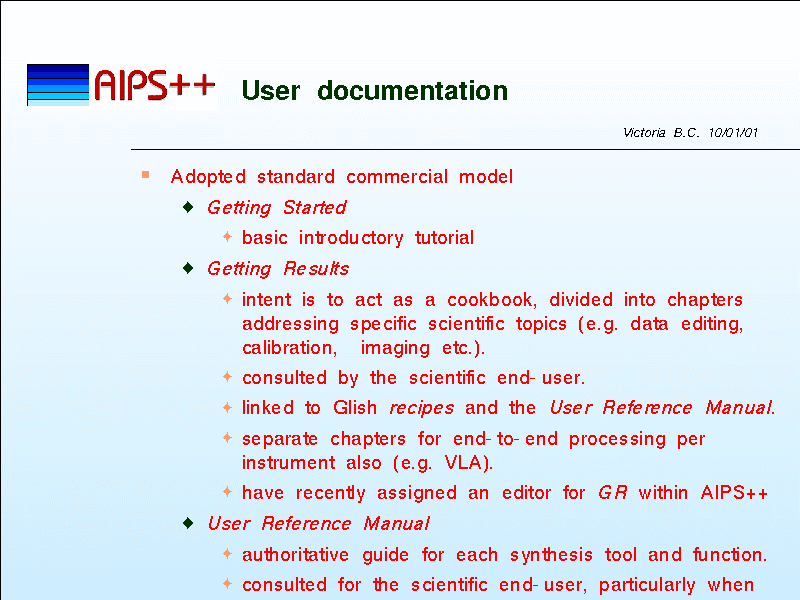 AIPS++
User documentation
Victoria B.C. 10/01/01
Adopted standard commercial model
Getting Started
basic introductory tutorial
Getting Results
intent is to act as a cookbook, divided into chapters
addressing specific scientific topics (e.g. data editing,
calibration, imaging etc.).
consulted by the scientific end-user.
linked to Glish recipes and the User Reference Manual.
separate chapters for end-to-end processing per
instrument also (e.g. VLA).
have recently assigned an editor for GR within AIPS++
User Reference Manual
authoritative guide for each synthesis tool and function.
consulted for the scientific end-user, particularly when